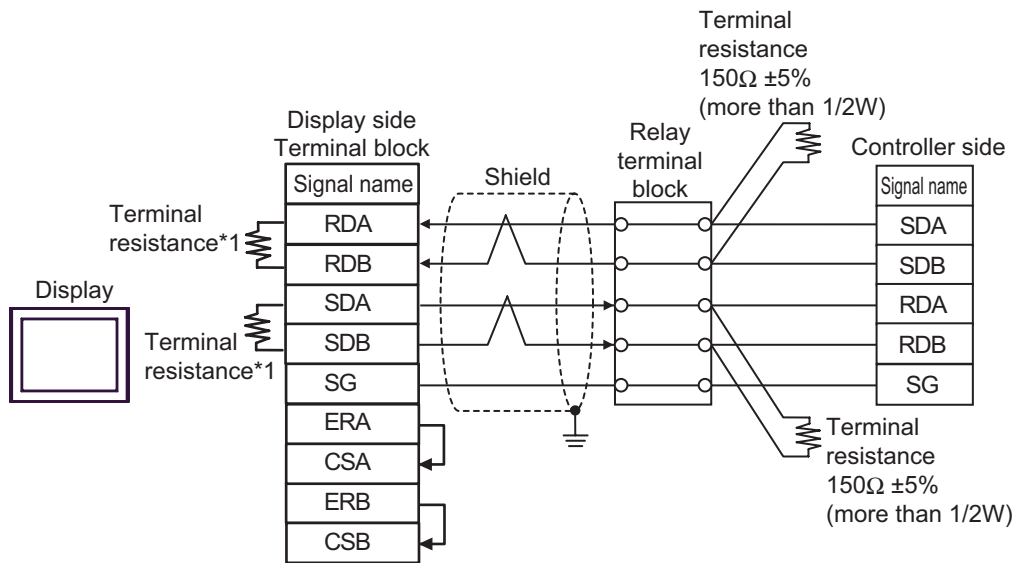 Terminal
resistance
150Ω ±5%
(more than 1/2W)
Display side
Terminal block
Relay
terminal
block
Controller side
Signal name
Shield
Signal name
Terminal
resistance*1
RDA
SDA
RDB
SDB
Display
SDA
RDA
Terminal
resistance*1
SDB
RDB
SG
SG
ERA
Terminal
resistance
150Ω ±5%
(more than 1/2W)
CSA
ERB
CSB